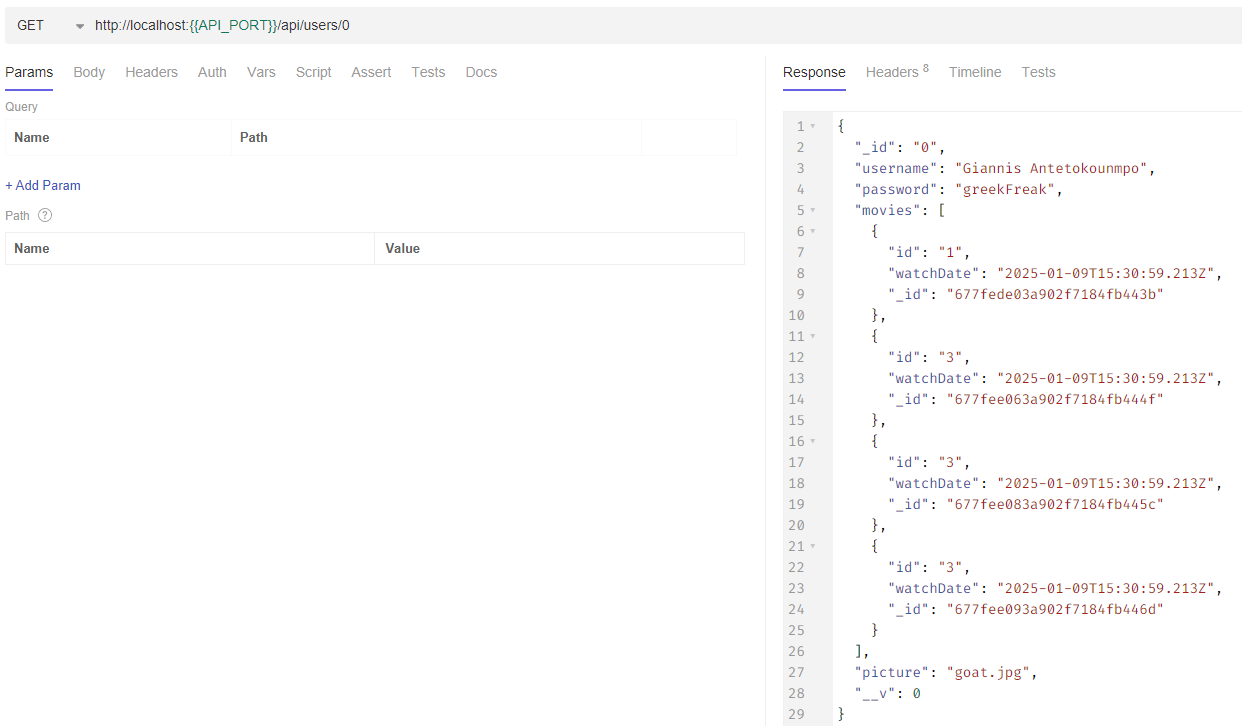 GET http://localhost:{{API_PORT}}/api/users/0
Params Body Headers Auth Vars Script Assert Tests Docs
Query
Name Path
+ Add Param
Path ?
Name Value
Response Headers 8 Timeline Tests
1 {
2 "_id": "0",
3 "username": "Giannis Antetokounmpo",
4 "password": "greekFreak",
5 "movies": [
6 {
7 "id": "1",
8 "watchDate": "2025-01-09T15:30:59.213Z",
9 "_id": "677fede03a902f7184fb443b"
10 },
11 {
12 "id": "3",
13 "watchDate": "2025-01-09T15:30:59.213Z",
14 "_id": "677fee063a902f7184fb444f"
15 },
16 {
17 "id": "3",
18 "watchDate": "2025-01-09T15:30:59.213Z",
19 "_id": "677fee083a902f7184fb445c"
20 },
21 {
22 "id": "3",
23 "watchDate": "2025-01-09T15:30:59.213Z",
24 "_id": "677fee093a902f7184fb446d"
25 }
26 ],
27 "picture": "goat.jpg",
28 "__v": 0
29 }